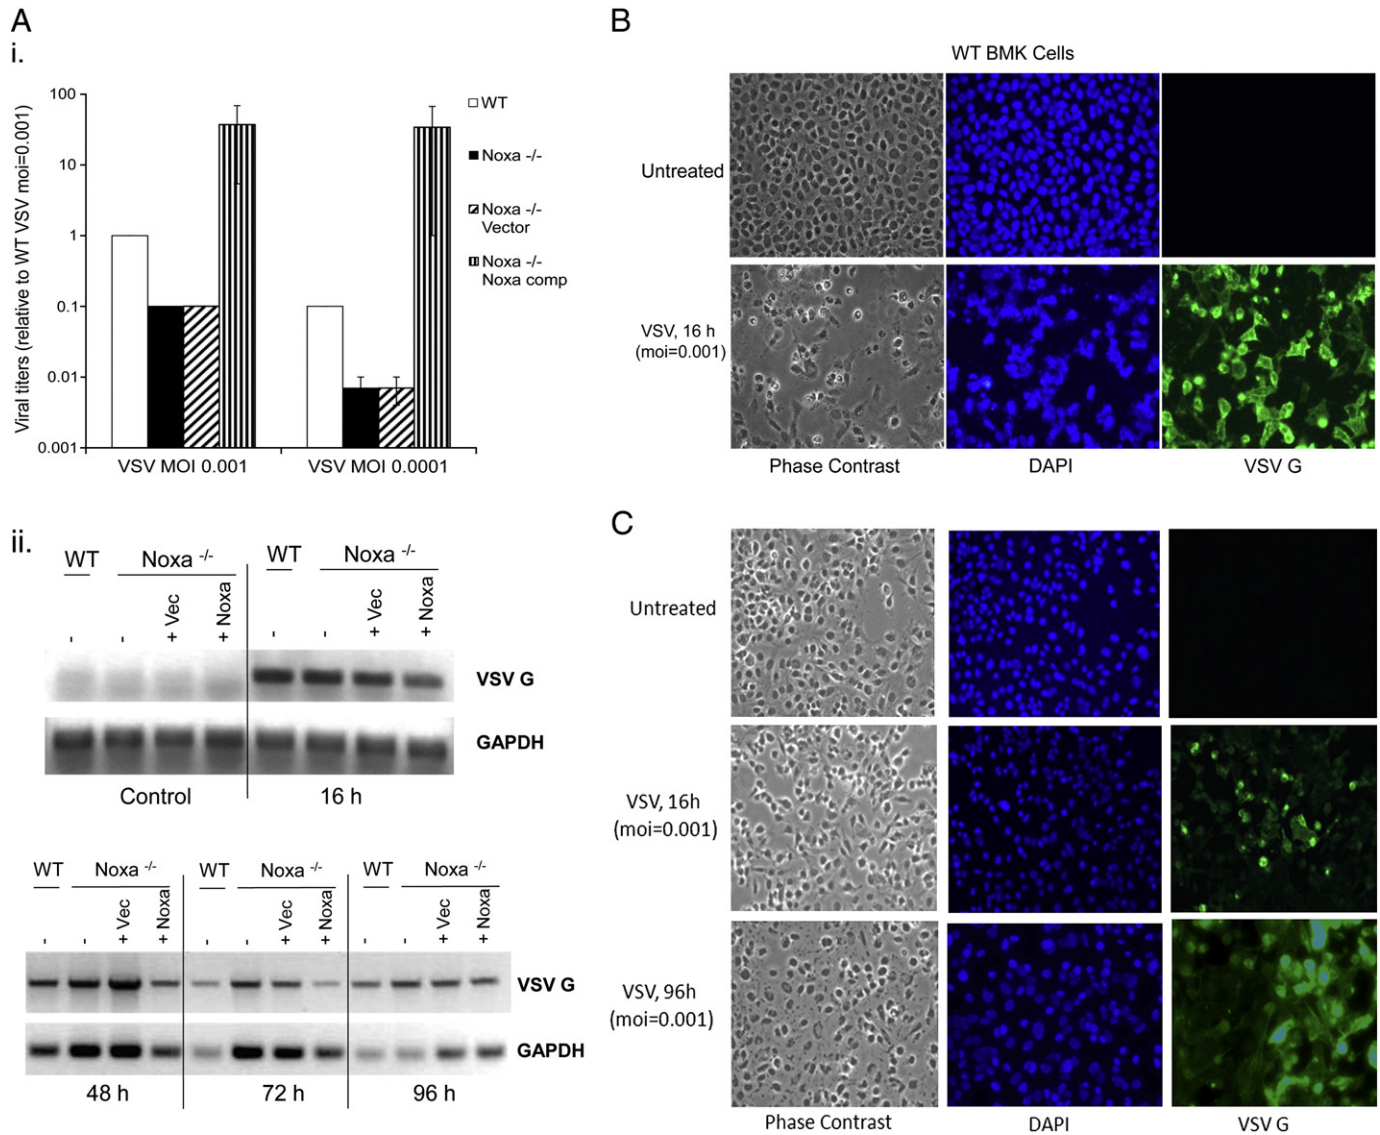 A
i.
Viral titers (relative to WT VSV moi=0.001)
100
10
1
0.1
0.01
0.001
VSV MOI 0.001
VSV MOI 0.0001
WT
Noxa -/-
Noxa -/-
Vector
Noxa -/-
Noxa comp
ii.
WT
Noxa -/-
WT
Noxa -/-
-
-
+ Vec
+ Noxa
-
-
+ Vec
+ Noxa
VSV G
GAPDH
Control
16 h
WT
Noxa -/-
WT
Noxa -/-
WT
Noxa -/-
-
-
+ Vec
+ Noxa
-
-
+ Vec
+ Noxa
-
-
+ Vec
+ Noxa
VSV G
GAPDH
48 h
72 h
96 h
B
WT BMK Cells
Untreated
VSV, 16 h
(moi=0.001)
Phase Contrast
DAPI
VSV G
C
Untreated
VSV, 16h
(moi=0.001)
VSV, 96h
(moi=0.001)
Phase Contrast
DAPI
VSV G